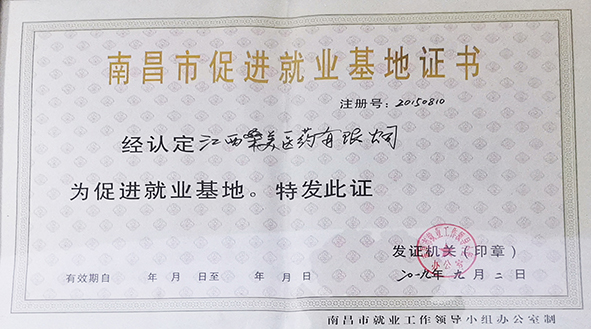 南昌市促进就业基地证书
注册号：20150810
经认定江西荣美医药有限公司
为促进就业基地。特发此证
发证机关（印章）
有效期自 年 月 日至 年 月 日
二〇一九年九月二日
南昌市就业工作领导小组办公室制